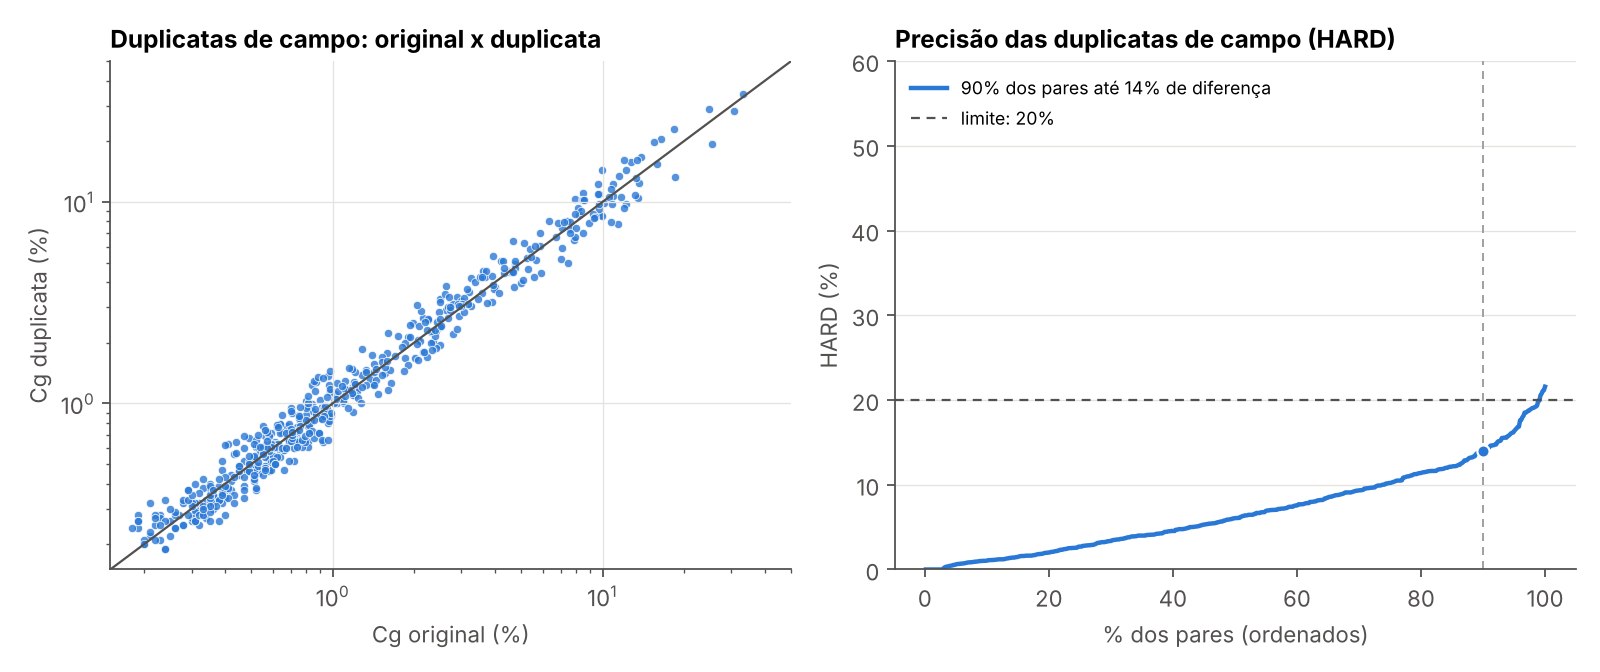 Duplicatas de campo: original x duplicata
Cg duplicata (%)
10¹
10⁰
10⁰
10¹
Cg original (%)
Precisão das duplicatas de campo (HARD)
90% dos pares até 14% de diferença
limite: 20%
HARD (%)
60
50
40
30
20
10
0
0
20
40
60
80
100
% dos pares (ordenados)